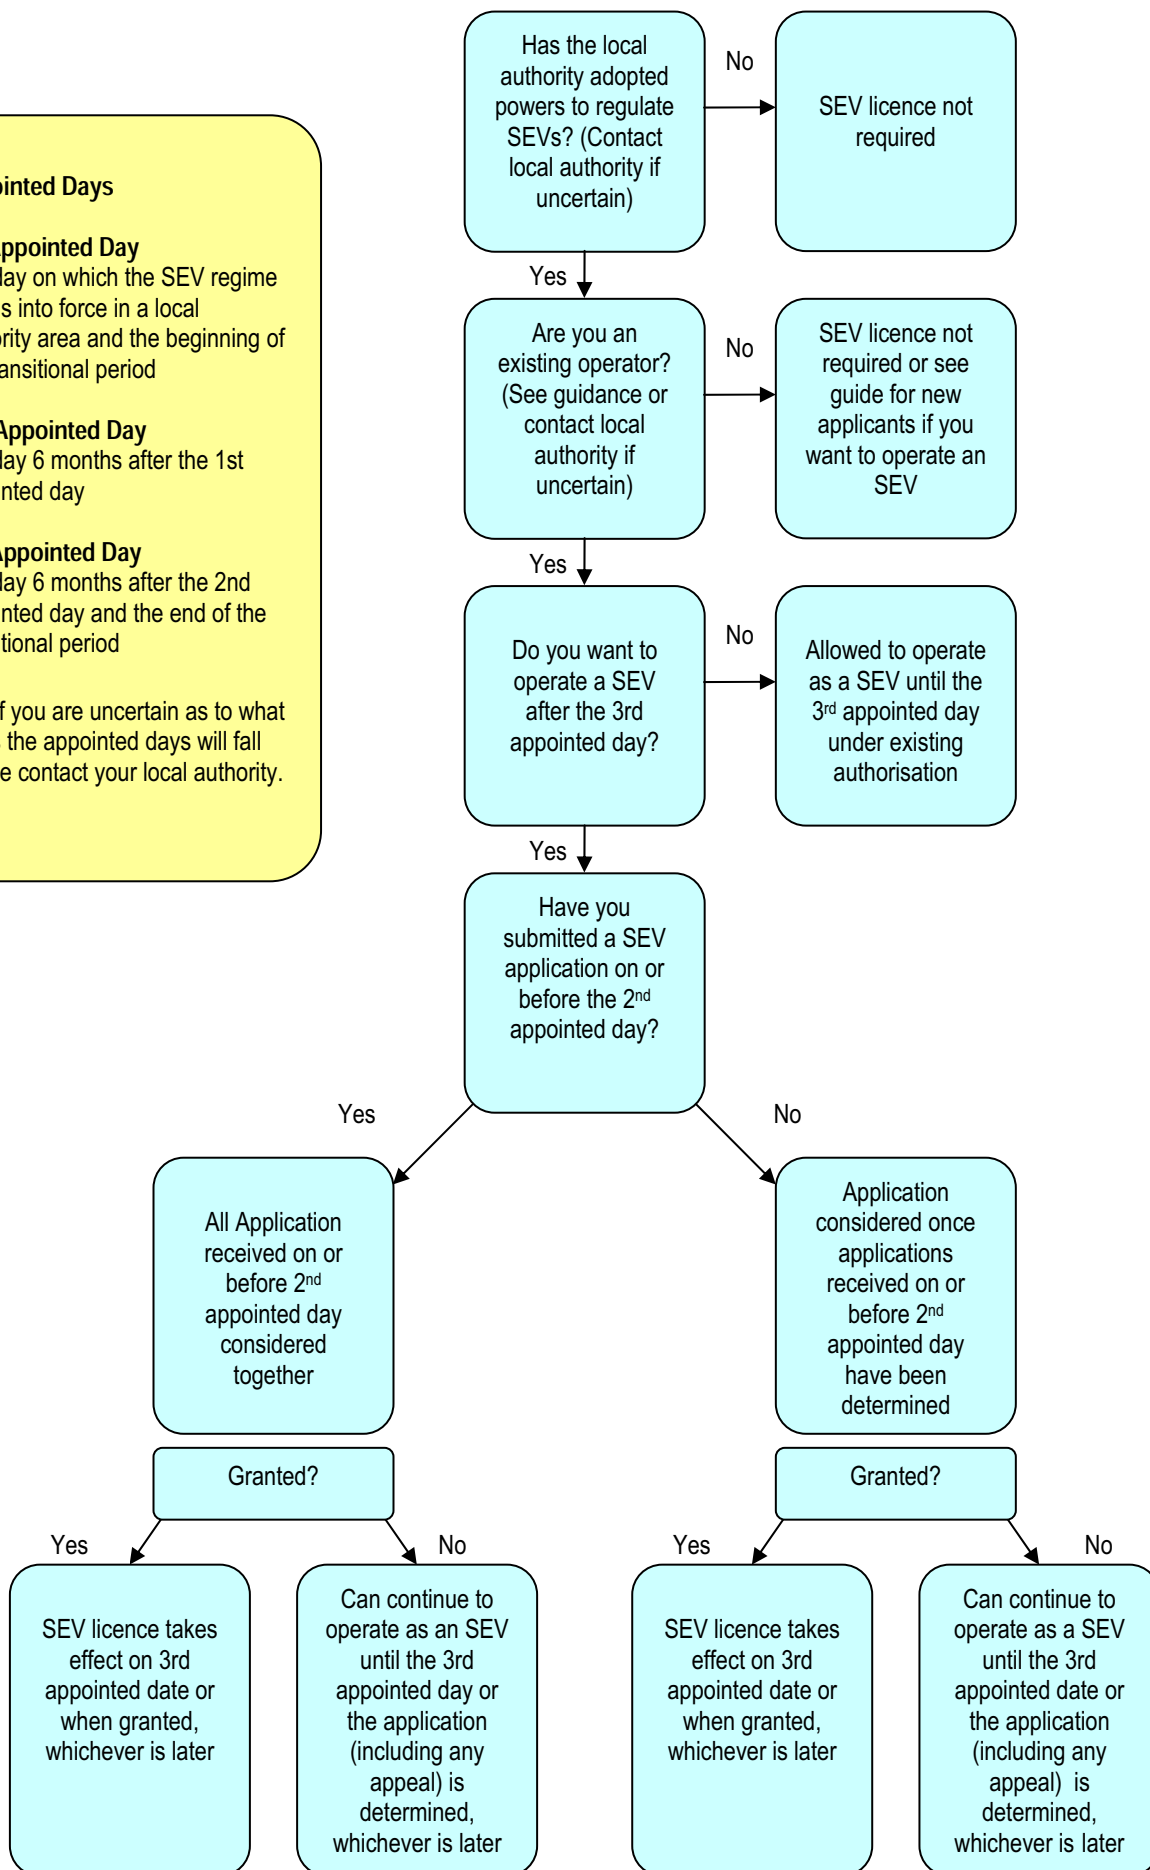 Has the local
authority adopted
powers to regulate
SEVs? (Contact
local authority if
uncertain)
No
SEV licence not
required
ointed Days
Appointed Day
day on which the SEV regime
s into force in a local
ority area and the beginning of
ransitional period
Appointed Day
day 6 months after the 1st
inted day
Appointed Day
day 6 months after the 2nd
inted day and the end of the
itional period
f you are uncertain as to what
s the appointed days will fall
e contact your local authority.
Yes
Are you an
existing operator?
(See guidance or
contact local
authority if
uncertain)
No
SEV licence not
required or see
guide for new
applicants if you
want to operate an
SEV
Yes
Do you want to
operate a SEV
after the 3rd
appointed day?
No
Allowed to operate
as a SEV until the
3rd appointed day
under existing
authorisation
Yes
Have you
submitted a SEV
application on or
before the 2nd
appointed day?
Yes
No
All Application
received on or
before 2nd
appointed day
considered
together
Application
considered once
applications
received on or
before 2nd
appointed day
have been
determined
Granted?
Granted?
Yes
No
Yes
No
SEV licence takes
effect on 3rd
appointed date or
when granted,
whichever is later
Can continue to
operate as an SEV
until the 3rd
appointed day or
the application
(including any
appeal) is
determined,
whichever is later
SEV licence takes
effect on 3rd
appointed date or
when granted,
whichever is later
Can continue to
operate as a SEV
until the 3rd
appointed date or
the application
(including any
appeal) is
determined,
whichever is later